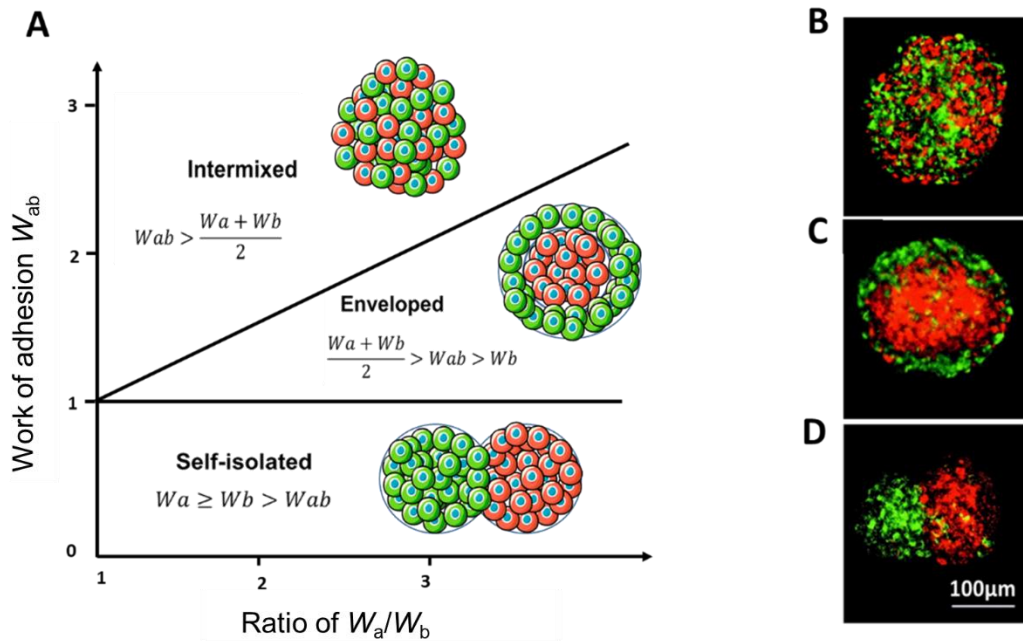 A
Work of adhesion Wab
3
2
1
0
Intermixed
Wab > (Wa + Wb)/2
Enveloped
(Wa + Wb)/2 > Wab > Wb
Self-isolated
Wa ≥ Wb > Wab
1 2 3
Ratio of Wa/Wb
B
C
D
100µm